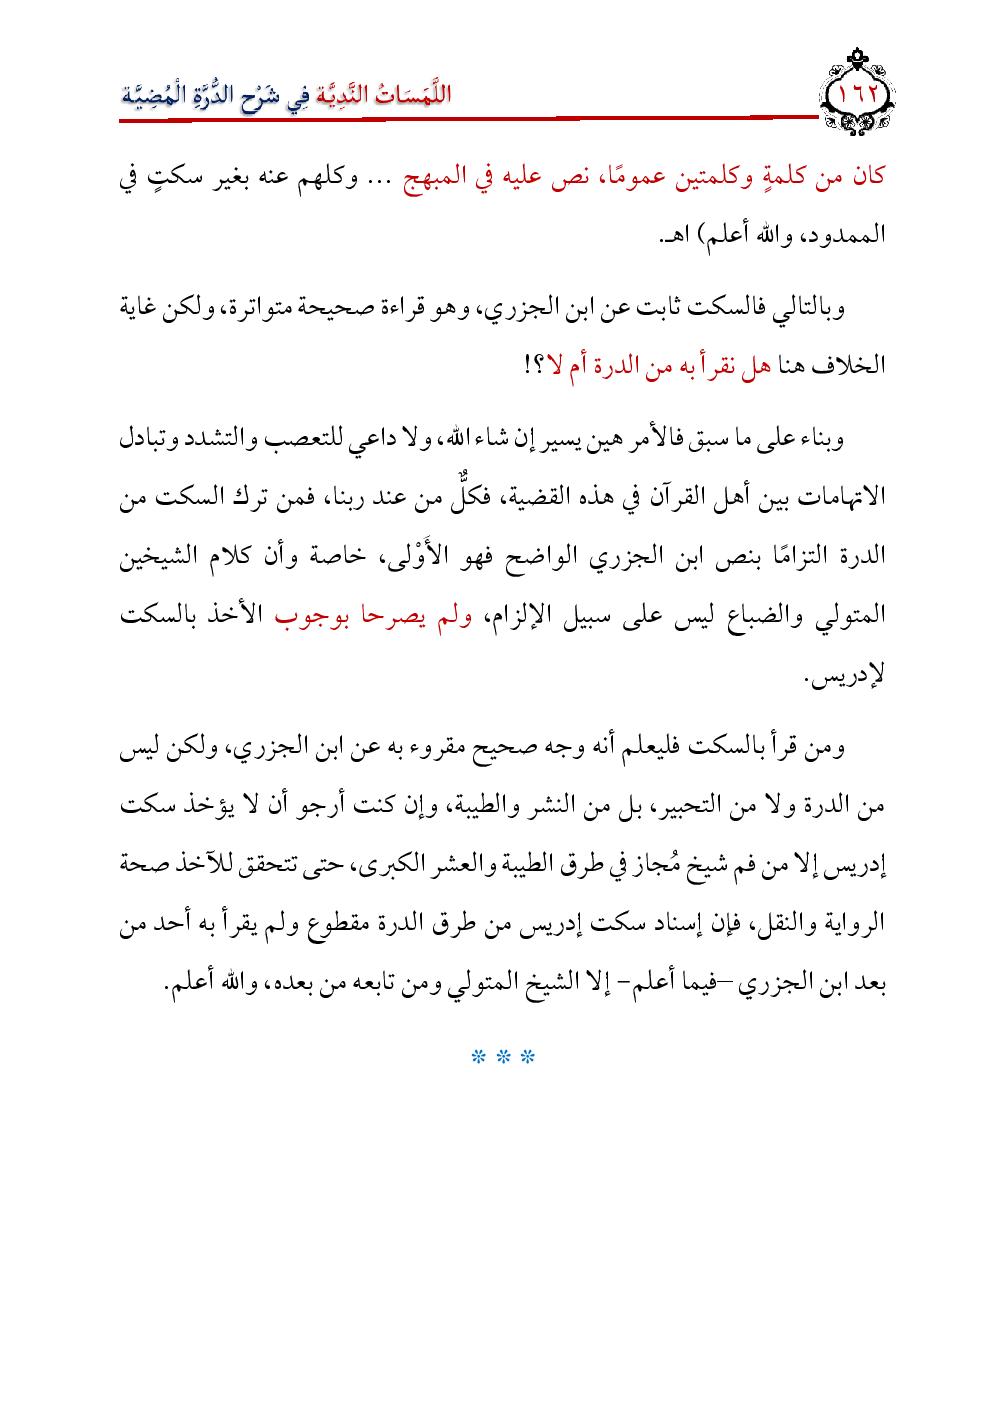 ١٦٢
اللَّمَسَاتُ النَّدِيَّة فِي شَرْح الدُّرَّةِ الْمُضِيَّة
كان من كلمةٍ وكلمتين عمومًا، نص عليه في المبهج ... وكلهم عنه بغير سكتٍ في
الممدود، والله أعلم) اهـ.
وبالتالي فالسكت ثابت عن ابن الجزري، وهو قراءة صحيحة متواترة، ولكن غاية
الخلاف هنا هل نقرأ به من الدرة أم لا؟!
وبناء على ما سبق فالأمر هين يسير إن شاء الله، ولا داعي للتعصب والتشدد وتبادل
الاتهامات بين أهل القرآن في هذه القضية، فكلٌّ من عند ربنا، فمن ترك السكت من
الدرة التزامًا بنص ابن الجزري الواضح فهو الأَوْلى، خاصة وأن كلام الشيخين
المتولي والضباع ليس على سبيل الإلزام، ولم يصرحا بوجوب الأخذ بالسكت
لإدريس.
ومن قرأ بالسكت فليعلم أنه وجه صحيح مقروء به عن ابن الجزري، ولكن ليس
من الدرة ولا من التحبير، بل من النشر والطيبة، وإن كنت أرجو أن لا يؤخذ سكت
إدريس إلا من فم شيخ مُجاز في طرق الطيبة والعشر الكبرى، حتى تتحقق للآخذ صحة
الرواية والنقل، فإن إسناد سكت إدريس من طرق الدرة مقطوع ولم يقرأ به أحد من
بعد ابن الجزري –فيما أعلم– إلا الشيخ المتولي ومن تابعه من بعده، والله أعلم.
* * *